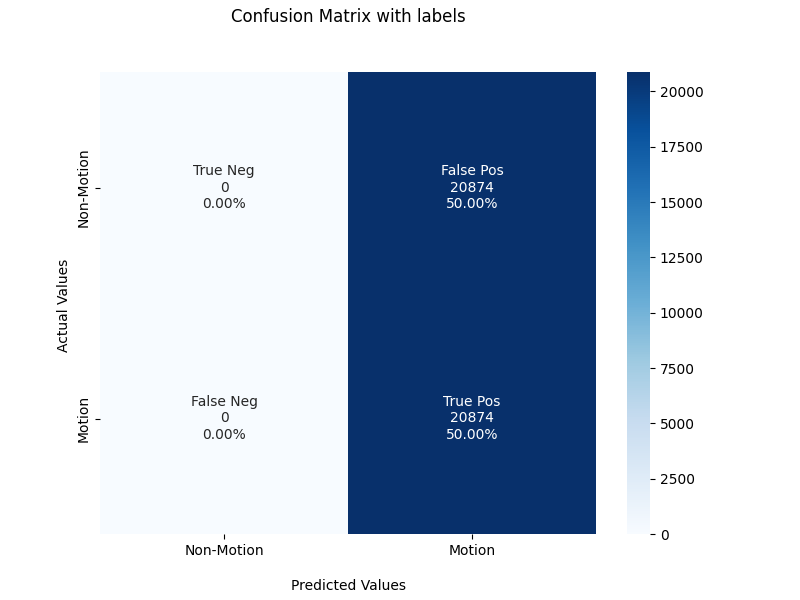 Confusion Matrix with labels
True Neg
0
0.00%
False Pos
20874
50.00%
False Neg
0
0.00%
True Pos
20874
50.00%
Non-Motion
Motion
Actual Values
Non-Motion
Motion
Predicted Values
20000
17500
15000
12500
10000
7500
5000
2500
0